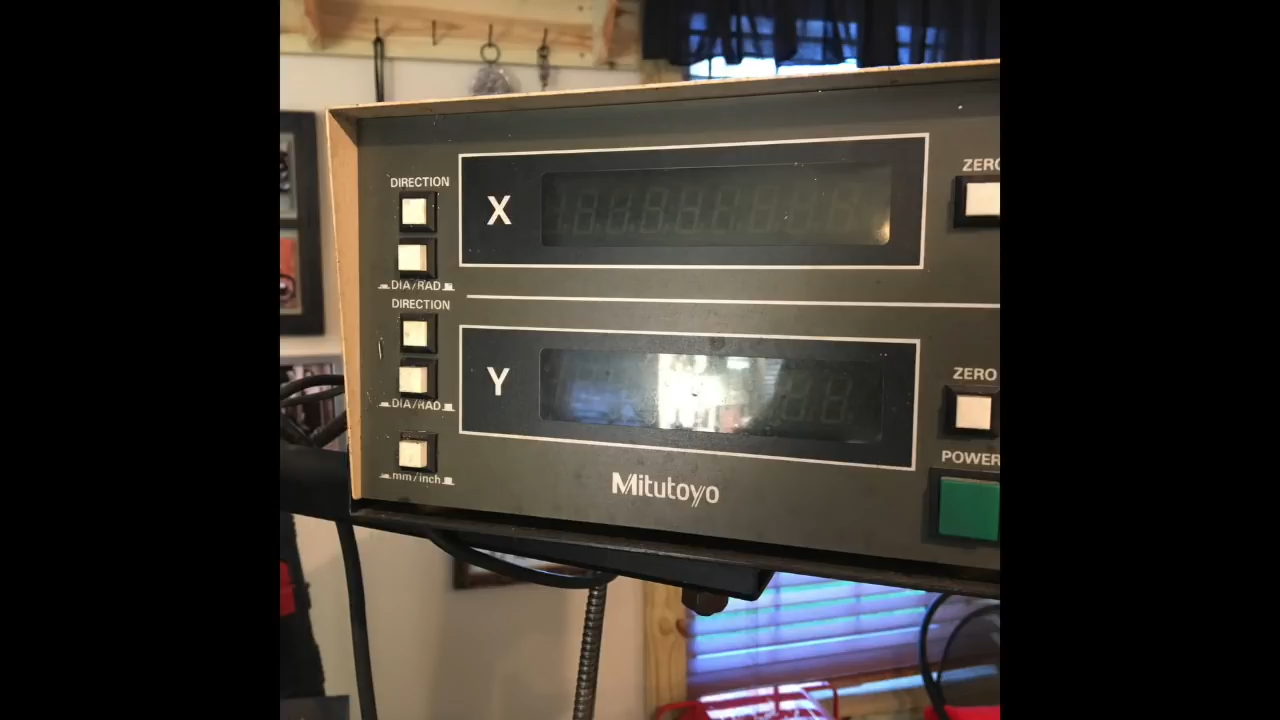 DIRECTION
X
ZERO
DIA/RAD
DIRECTION
Y
ZERO
DIA/RAD
POWER
mm/inch
Mitutoyo